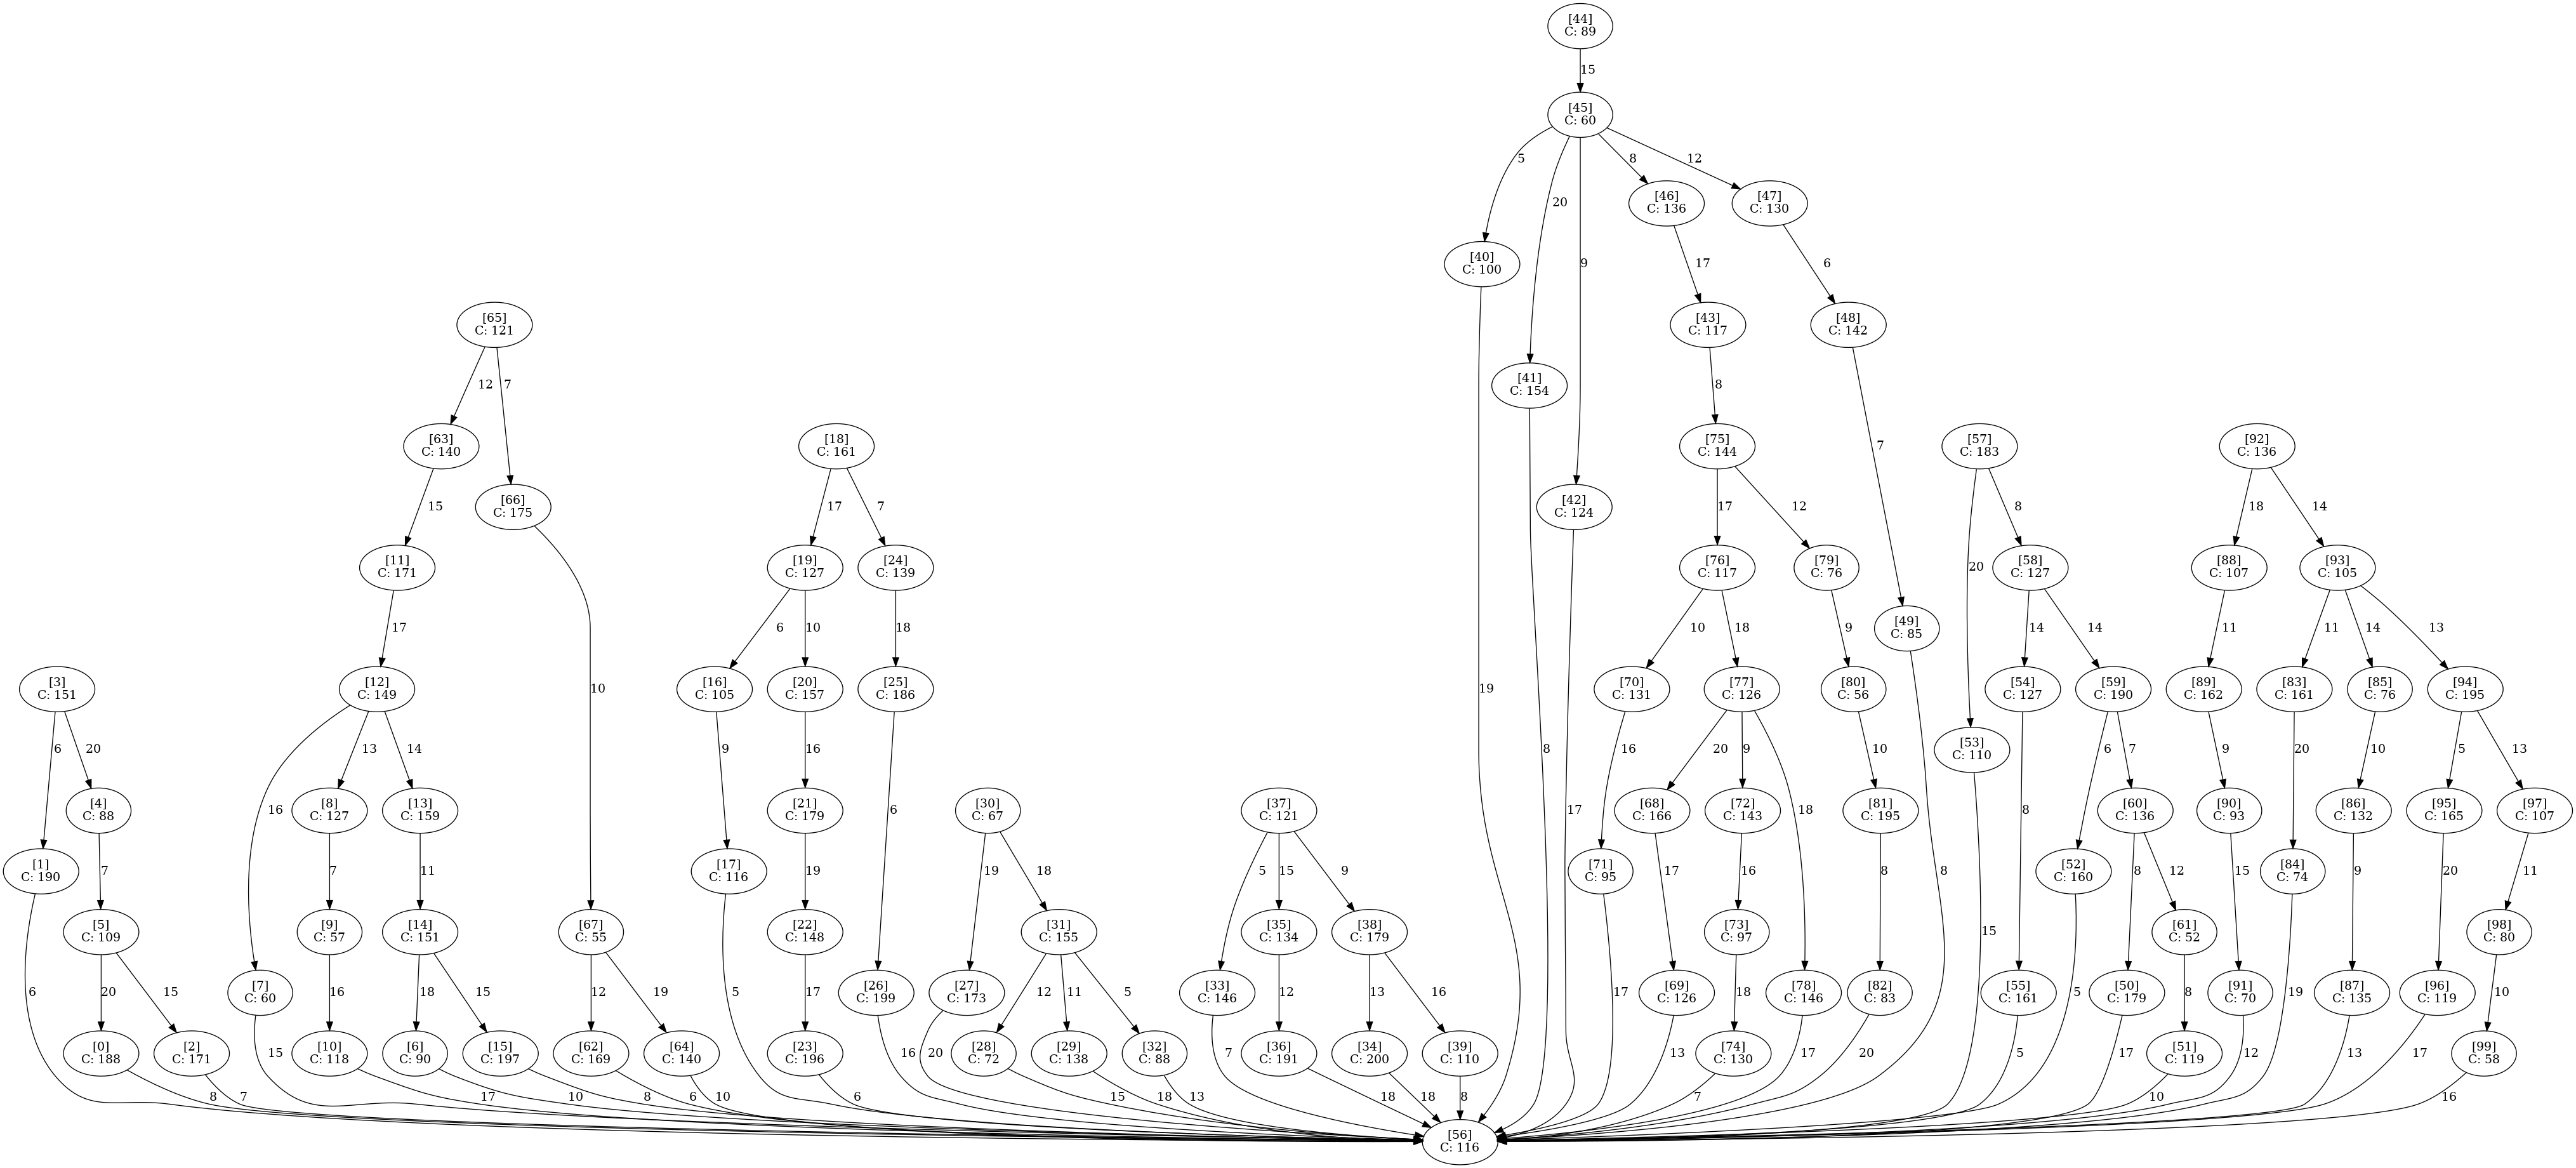 [44]
C: 89
15
[45]
C: 60
5
20
9
8
12
[46]
C: 136
[47]
C: 130
[40]
C: 100
17
6
[65]
C: 121
[43]
C: 117
[48]
C: 142
12
7
8
[41]
C: 154
[63]
C: 140
[18]
C: 161
[75]
C: 144
7
[57]
C: 183
[92]
C: 136
[66]
C: 175
[42]
C: 124
15
17
7
17
12
20
8
18
14
[11]
C: 171
[19]
C: 127
[24]
C: 139
[76]
C: 117
[79]
C: 76
[58]
C: 127
[88]
C: 107
[93]
C: 105
17
6
10
18
10
18
9
[49]
C: 85
14
14
11
11
14
13
[3]
C: 151
[12]
C: 149
10
[16]
C: 105
[20]
C: 157
[25]
C: 186
19
[70]
C: 131
[77]
C: 126
[80]
C: 56
[54]
C: 127
[59]
C: 190
[89]
C: 162
[83]
C: 161
[85]
C: 76
[94]
C: 195
6
20
16
13
14
9
16
8
16
20
9
10
[53]
C: 110
6
7
9
20
10
5
13
[4]
C: 88
[8]
C: 127
[13]
C: 159
[21]
C: 179
6
[30]
C: 67
[37]
C: 121
17
[68]
C: 166
[72]
C: 143
18
[81]
C: 195
8
[60]
C: 136
[90]
C: 93
[86]
C: 132
[95]
C: 165
[97]
C: 107
[1]
C: 190
7
7
11
[17]
C: 116
19
19
18
5
15
9
[71]
C: 95
17
16
8
8
[52]
C: 160
8
12
15
[84]
C: 74
9
20
11
[5]
C: 109
[9]
C: 57
[14]
C: 151
[67]
C: 55
[22]
C: 148
[31]
C: 155
[35]
C: 134
[38]
C: 179
[73]
C: 97
15
[61]
C: 52
[98]
C: 80
6
20
15
[7]
C: 60
16
18
15
12
19
5
17
[26]
C: 199
[27]
C: 173
12
11
5
[33]
C: 146
12
13
16
17
[69]
C: 126
18
[78]
C: 146
[82]
C: 83
[55]
C: 161
5
[50]
C: 179
8
[91]
C: 70
19
[87]
C: 135
[96]
C: 119
10
[0]
C: 188
[2]
C: 171
15
[10]
C: 118
[6]
C: 90
[15]
C: 197
[62]
C: 169
[64]
C: 140
[23]
C: 196
16
20
[28]
C: 72
[29]
C: 138
[32]
C: 88
7
[36]
C: 191
[34]
C: 200
[39]
C: 110
13
[74]
C: 130
17
20
5
17
[51]
C: 119
12
13
17
[99]
C: 58
8
7
17
10
8
6
10
6
15
18
13
18
18
8
7
10
16
[56]
C: 116